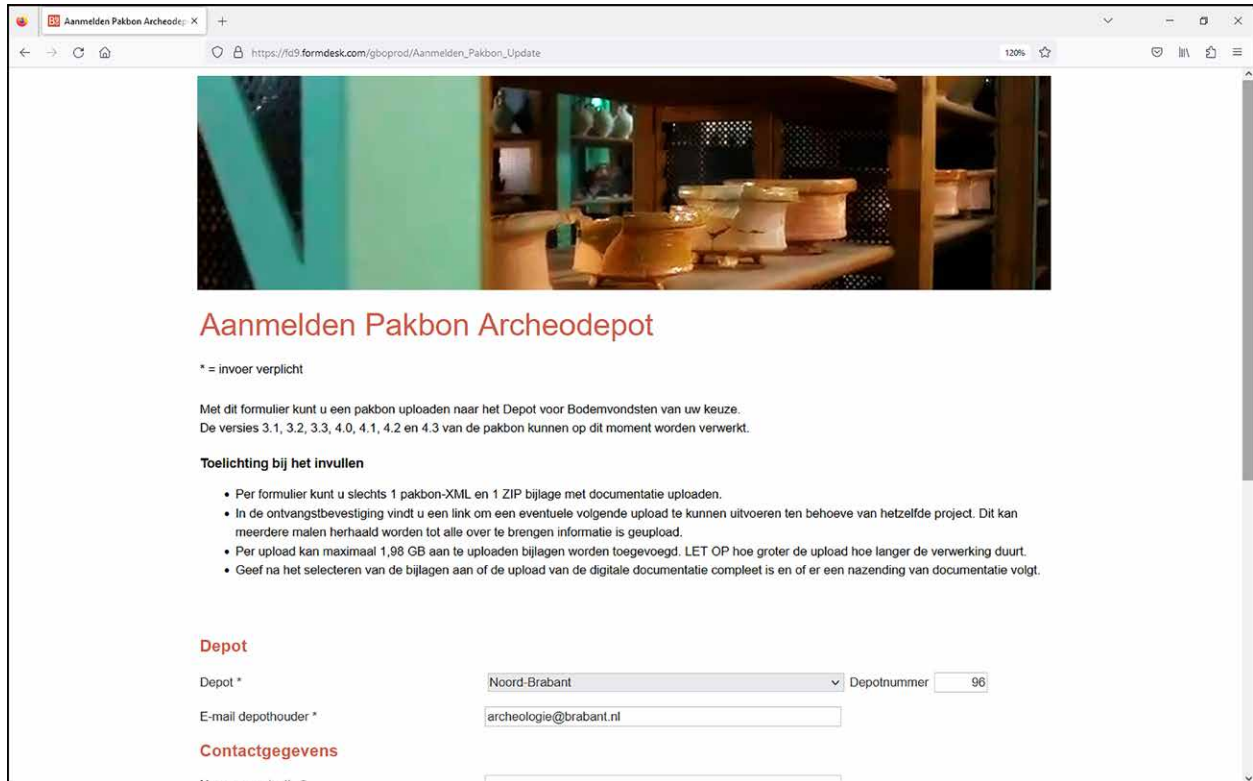 Aanmelden Pakbon Archeodep
https://fd9.formdesk.com/gboprod/Aanmelden_Pakbon_Update
120%
Aanmelden Pakbon Archeodepot
* = invoer verplicht
Met dit formulier kunt u een pakbon uploaden naar het Depot voor Bodemvondsten van uw keuze.
De versies 3.1, 3.2, 3.3, 4.0, 4.1, 4.2 en 4.3 van de pakbon kunnen op dit moment worden verwerkt.
Toelichting bij het invullen
• Per formulier kunt u slechts 1 pakbon-XML en 1 ZIP bijlage met documentatie uploaden.
• In de ontvangstbevestiging vindt u een link om een eventuele volgende upload te kunnen uitvoeren ten behoeve van hetzelfde project. Dit kan
meerdere malen herhaald worden tot alle over te brengen informatie is geupload.
• Per upload kan maximaal 1,98 GB aan te uploaden bijlagen worden toegevoegd. LET OP hoe groter de upload hoe langer de verwerking duurt.
• Geef na het selecteren van de bijlagen aan of de upload van de digitale documentatie compleet is en of er een nazending van documentatie volgt.
Depot
Depot * Noord-Brabant Depotnummer 96
E-mail depothouder * archeologie@brabant.nl
Contactgegevens